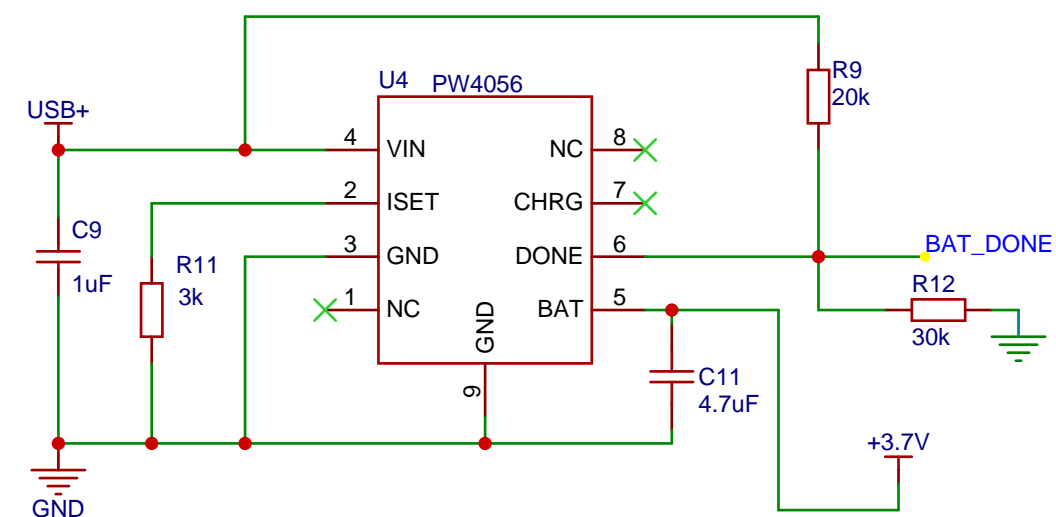 U4 PW4056
R9
20k
USB+
4 VIN
NC 8
2 ISET
CHRG 7
C9
1uF
3 GND
DONE 6
BAT_DONE
R11
3k
R12
30k
1 NC
BAT 5
GND
9
C11
4.7uF
+3.7V
GND